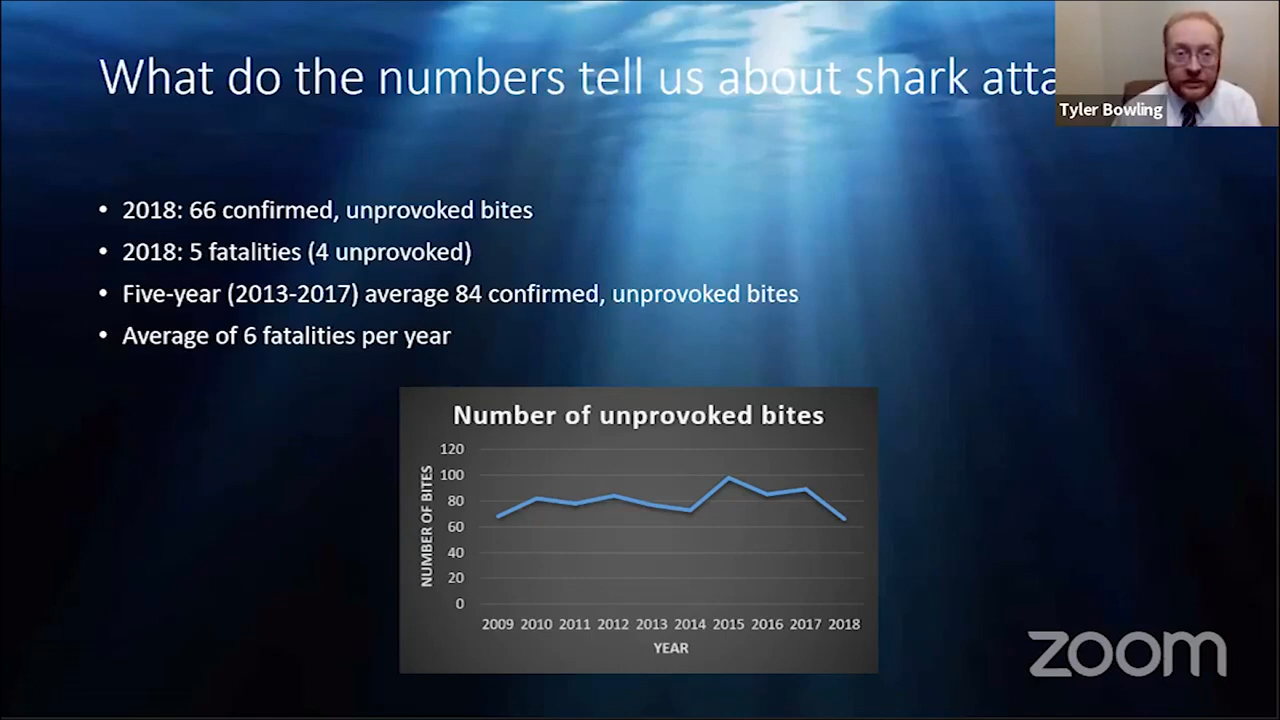 What do the numbers tell us about shark atta
Tyler Bowling
• 2018: 66 confirmed, unprovoked bites
• 2018: 5 fatalities (4 unprovoked)
• Five-year (2013-2017) average 84 confirmed, unprovoked bites
• Average of 6 fatalities per year
Number of unprovoked bites
NUMBER OF BITES
120
100
80
60
40
20
0
2009 2010 2011 2012 2013 2014 2015 2016 2017 2018
YEAR
zoom